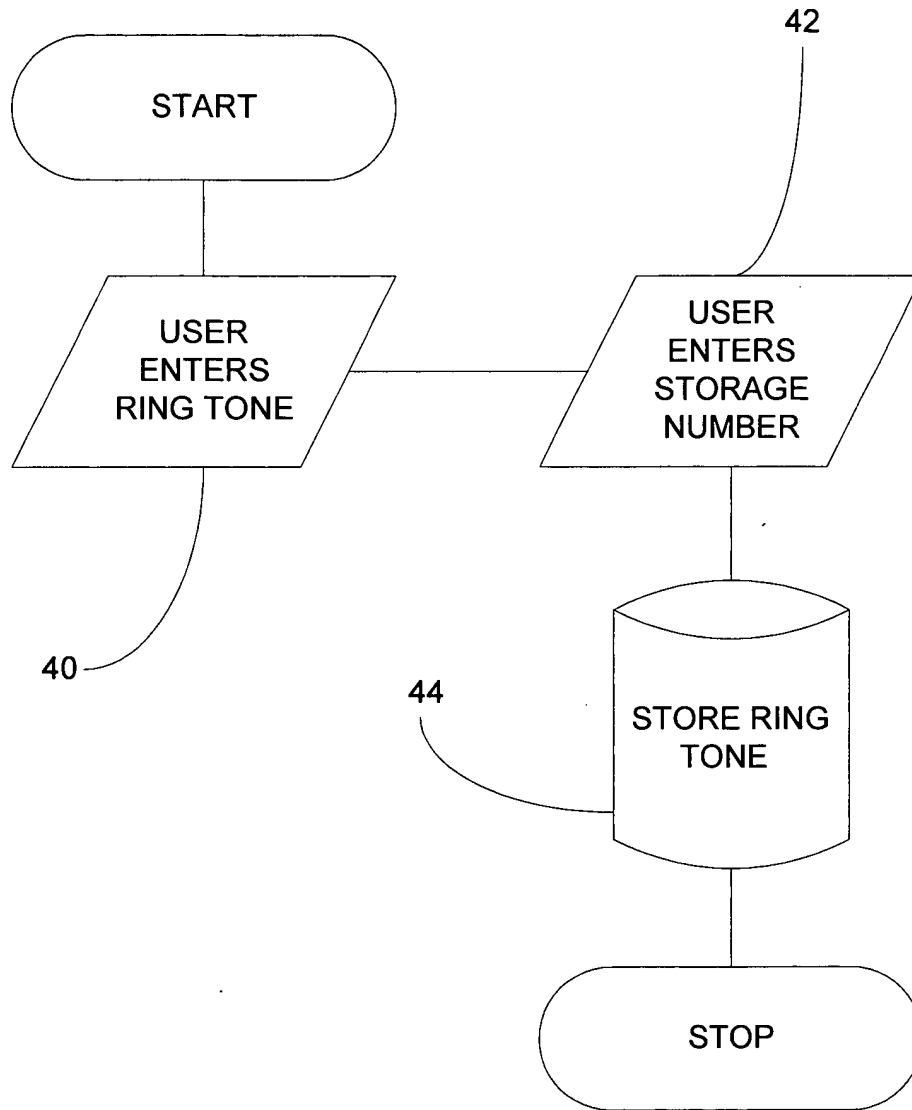 42
START
USER
ENTERS
RING TONE
USER
ENTERS
STORAGE
NUMBER
40
44
STORE RING
TONE
STOP